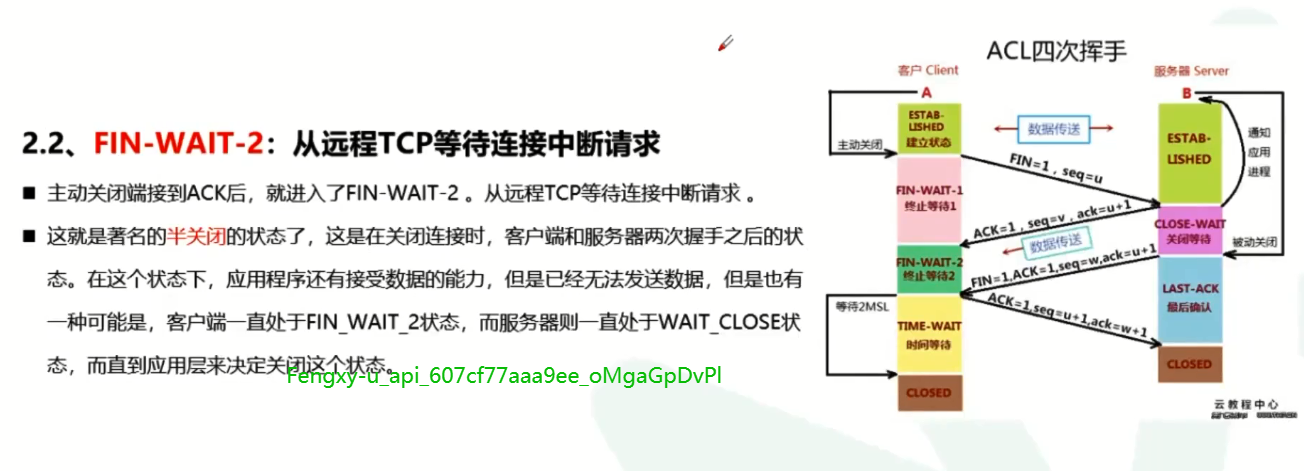 2.2、FIN-WAIT-2：从远程TCP等待连接中断请求
■ 主动关闭端接到ACK后，就进入了FIN-WAIT-2 。从远程TCP等待连接中断请求 。
■ 这就是著名的半关闭的状态了，这是在关闭连接时，客户端和服务器两次握手之后的状
态。在这个状态下，应用程序还有接受数据的能力，但是已经无法发送数据，但是也有
一种可能是，客户端一直处于FIN_WAIT_2状态，而服务器则一直处于WAIT_CLOSE状
态，而直到应用层来决定关闭这个状态。
Fengxy-u_api_607cf77aaa9ee_oMgaGpDvPl
ACL四次挥手
客户 Client
服务器 Server
A
B
ESTAB-
LISHED
建立状态
数据传送
ESTAB-
LISHED
通知
应用
进程
主动关闭
FIN=1，seq=u
FIN-WAIT-1
终止等待1
ACK=1，seq=v，ack=u+1
CLOSE-WAIT
关闭等待
数据传送
被动关闭
FIN-WAIT-2
终止等待2
FIN=1,ACK=1,seq=w,ack=u+1
LAST-ACK
最后确认
等待2MSL
ACK=1,seq=u+1,ack=w+1
TIME-WAIT
时间等待
CLOSED
CLOSED
云教程中心